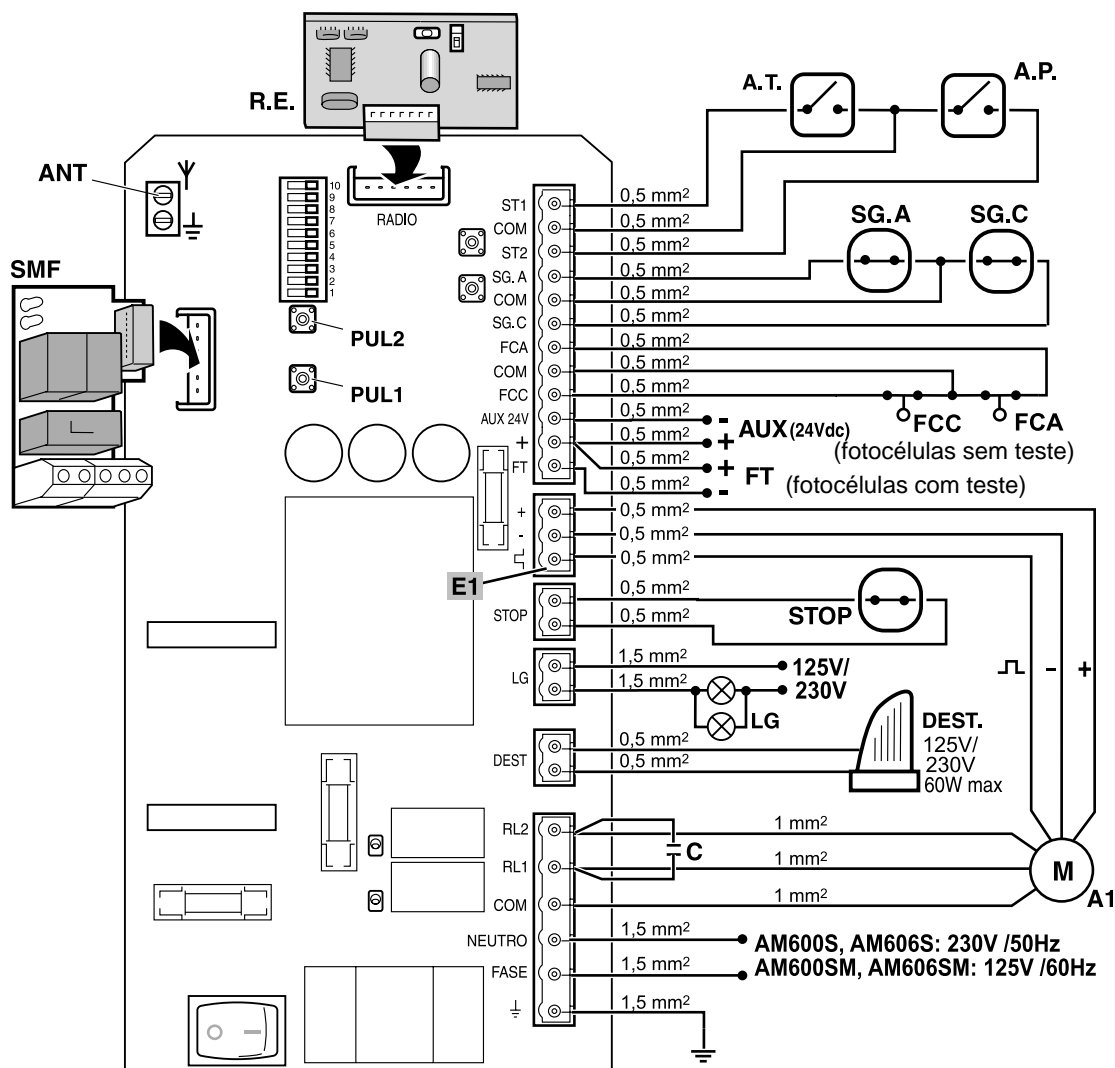 R.E.
A.T.
A.P.
ANT
RADIO
10
9
8
7
6
5
4
3
2
1
SMF
PUL2
PUL1
ST1 0,5 mm²
COM 0,5 mm²
ST2 0,5 mm²
SG.A SG.C
SG. A 0,5 mm²
COM 0,5 mm²
SG.C 0,5 mm²
FCA 0,5 mm²
COM 0,5 mm²
FCC 0,5 mm²
FCC FCA
AUX 24V 0,5 mm² -
+ 0,5 mm² + AUX (24Vdc)
(fotocélulas sem teste)
0,5 mm² +
FT 0,5 mm² - FT
(fotocélulas com teste)
+ 0,5 mm²
- 0,5 mm²
0,5 mm²
E1
STOP 0,5 mm²
0,5 mm²
STOP
LG 1,5 mm² 125V/
1,5 mm² 230V
LG
- +
DEST 0,5 mm²
0,5 mm²
DEST.
125V/
230V
60W max
RL2 1 mm²
RL1 C 1 mm²
COM 1 mm²
M
A1
NEUTRO 1,5 mm² AM600S, AM606S: 230V /50Hz
FASE 1,5 mm² AM600SM, AM606SM: 125V /60Hz
1,5 mm²